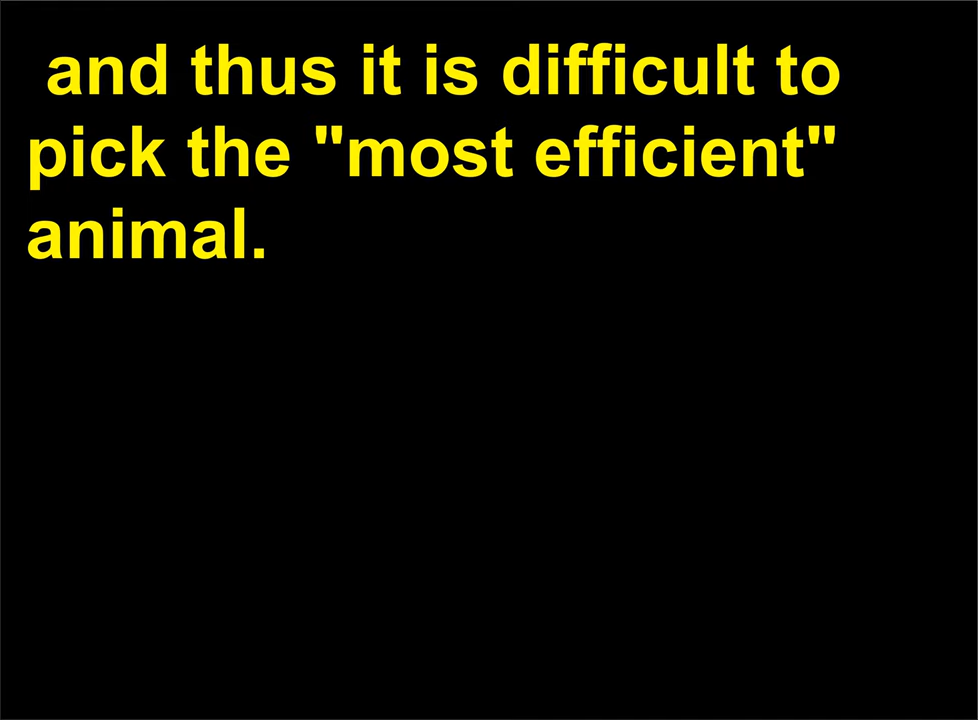 and thus it is difficult to
pick the "most efficient"
animal.